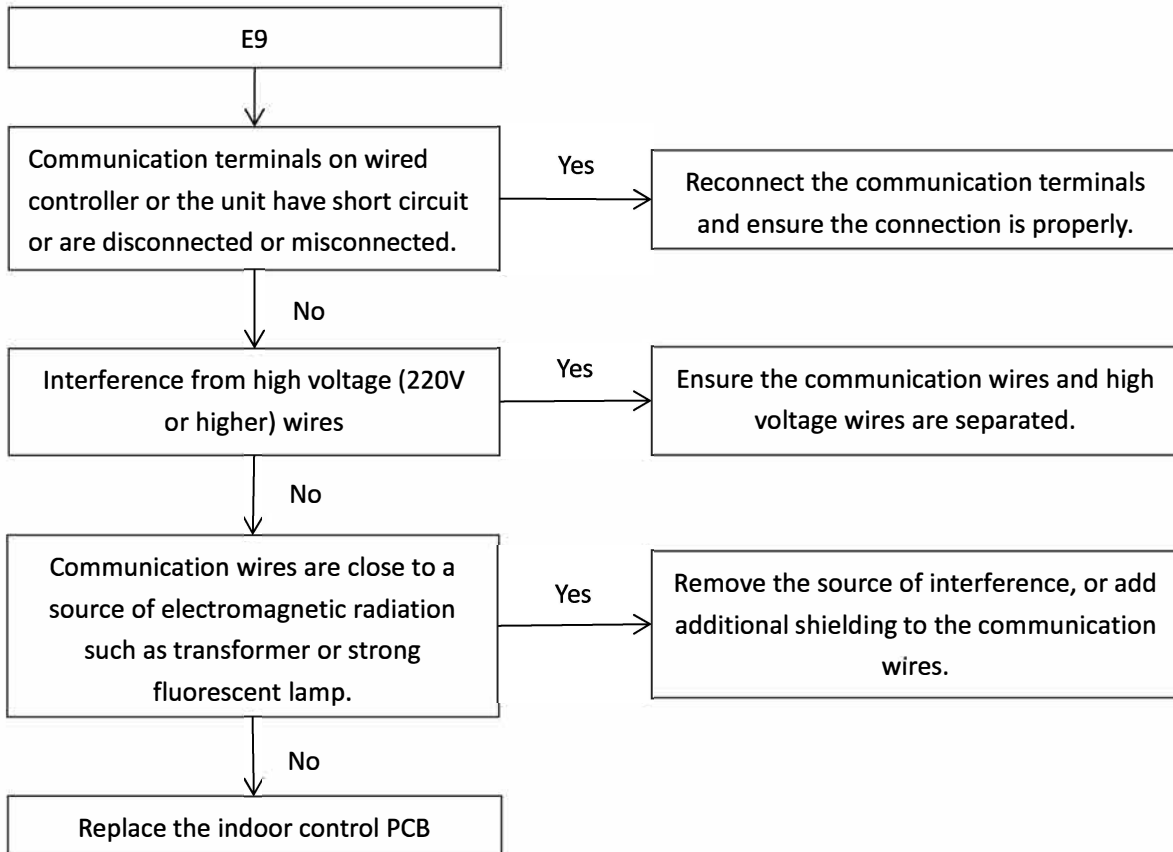 E9
Communication terminals on wired
controller or the unit have short circuit
or are disconnected or misconnected.
Yes
Reconnect the communication terminals
and ensure the connection is properly.
No
Interference from high voltage (220V
or higher) wires
Yes
Ensure the communication wires and high
voltage wires are separated.
No
Communication wires are close to a
source of electromagnetic radiation
such as transformer or strong
fluorescent lamp.
Yes
Remove the source of interference, or add
additional shielding to the communication
wires.
No
Replace the indoor control PCB